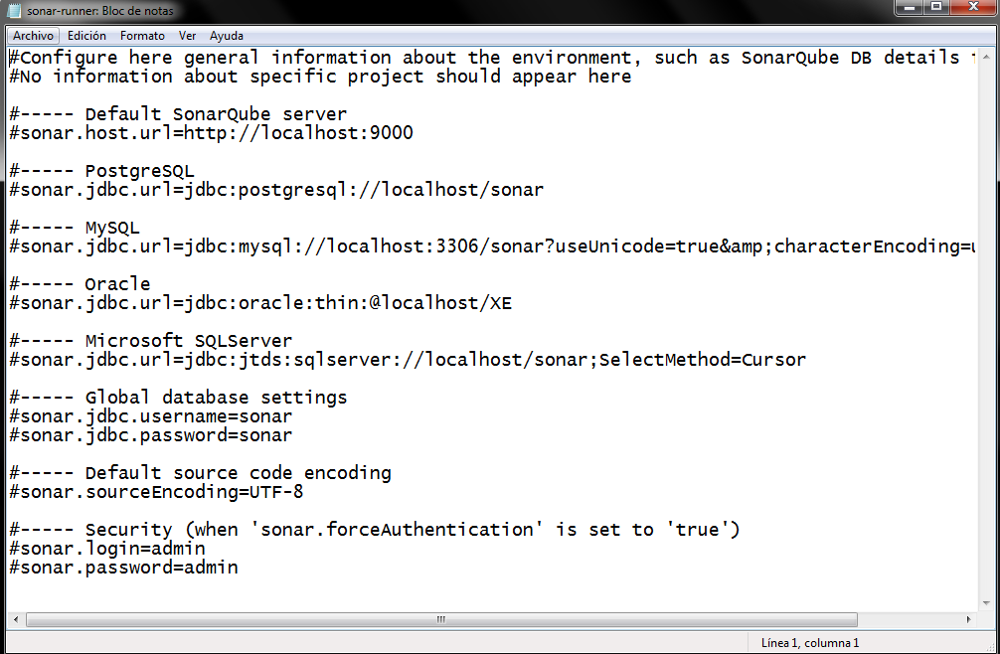 sonar-runner: Bloc de notas
Archivo Edición Formato Ver Ayuda
#Configure here general information about the environment, such as SonarQube DB details
#No information about specific project should appear here
#----- Default SonarQube server
#sonar.host.url=http://localhost:9000
#----- PostgreSQL
#sonar.jdbc.url=jdbc:postgresql://localhost/sonar
#----- MySQL
#sonar.jdbc.url=jdbc:mysql://localhost:3306/sonar?useUnicode=true&amp;characterEncoding=
#----- Oracle
#sonar.jdbc.url=jdbc:oracle:thin:@localhost/XE
#----- Microsoft SQLServer
#sonar.jdbc.url=jdbc:jtds:sqlserver://localhost/sonar;SelectMethod=Cursor
#----- Global database settings
#sonar.jdbc.username=sonar
#sonar.jdbc.password=sonar
#----- Default source code encoding
#sonar.sourceEncoding=UTF-8
#----- Security (when 'sonar.forceAuthentication' is set to 'true')
#sonar.login=admin
#sonar.password=admin
Línea 1, columna 1